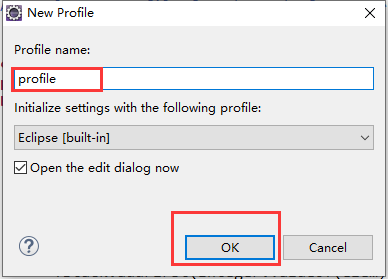 New Profile
Profile name:
profile
Initialize settings with the following profile:
Eclipse [built-in]
Open the edit dialog now
OK
Cancel